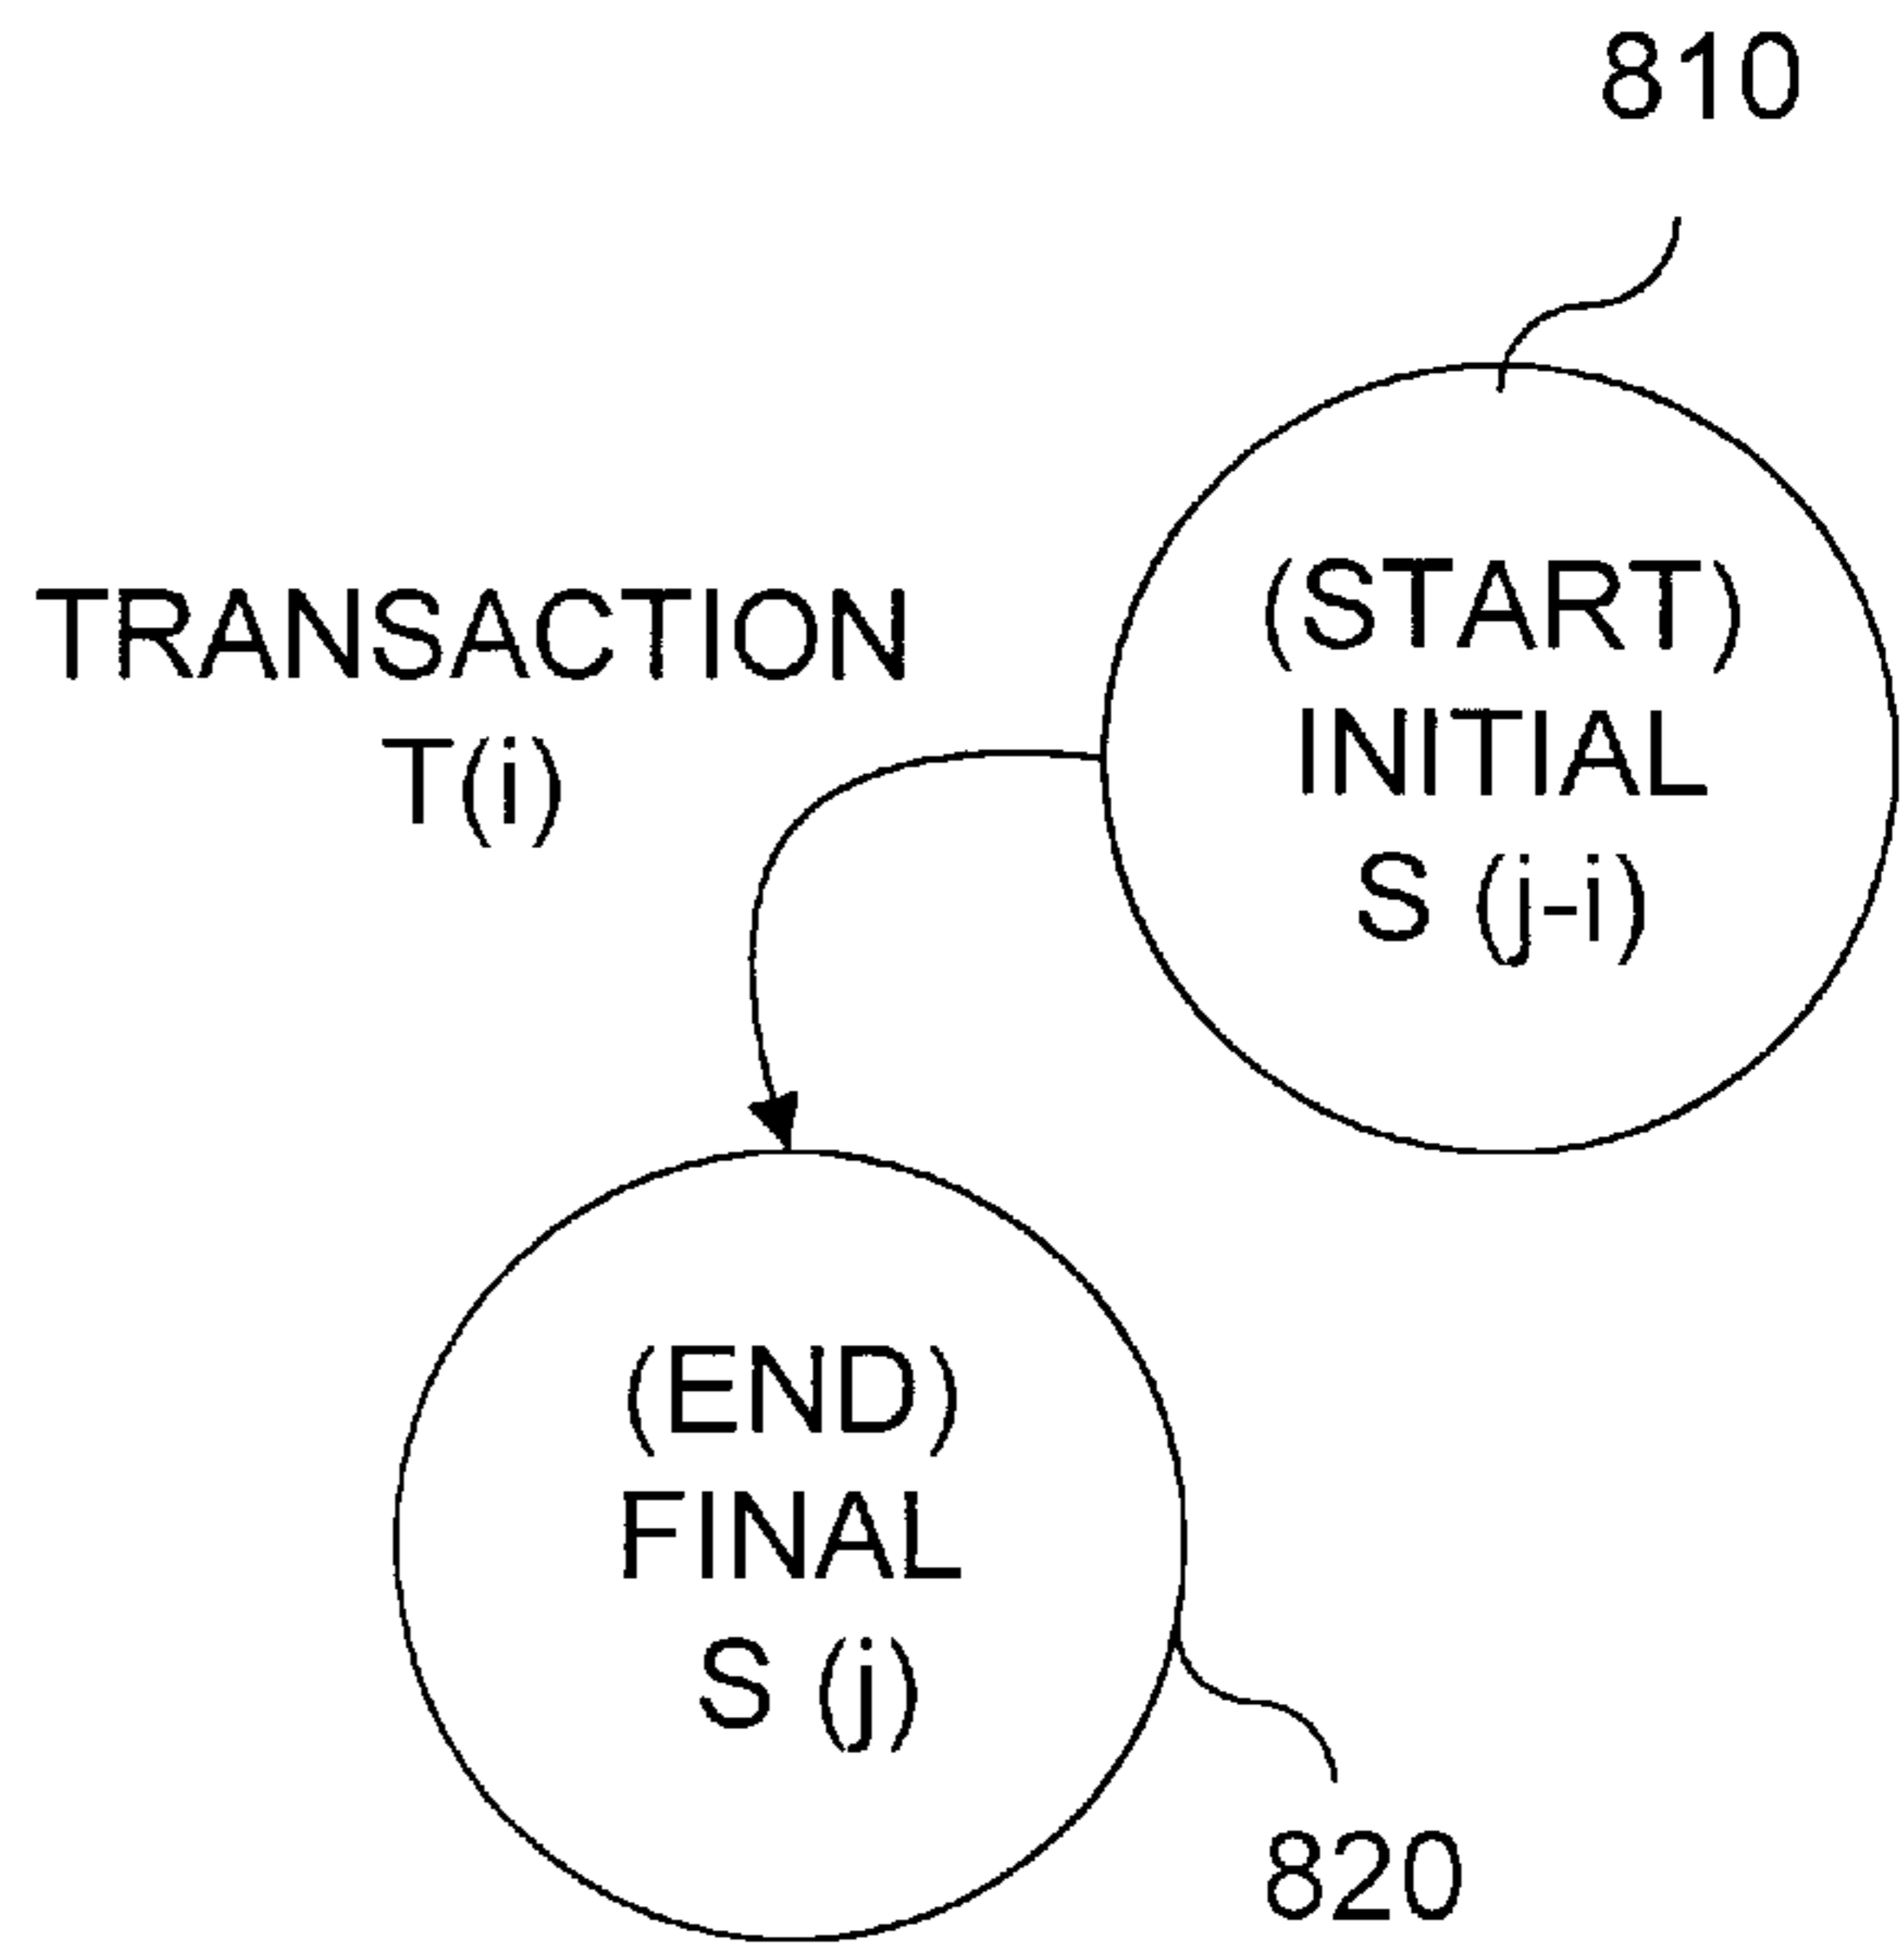 810
(START)
INITIAL
S (j-i)
TRANSACTION
T(i)
(END)
FINAL
S (j)
820